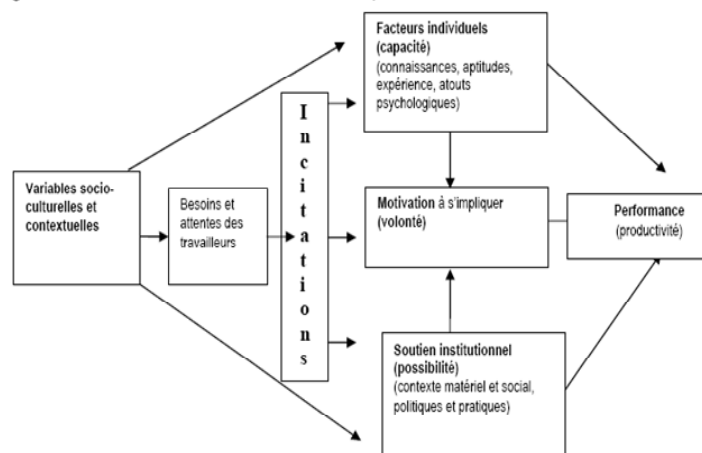 Facteurs individuels
(capacité)
(connaissances, aptitudes,
expérience, atouts
psychologiques)
Incitations
Variables socio-
culturelles et
contextuelles
Besoins et
attentes des
travailleurs
Motivation à s'impliquer
(volonté)
Performance
(productivité)
Soutien institutionnel
(possibilité)
(contexte matériel et social,
politiques et pratiques)